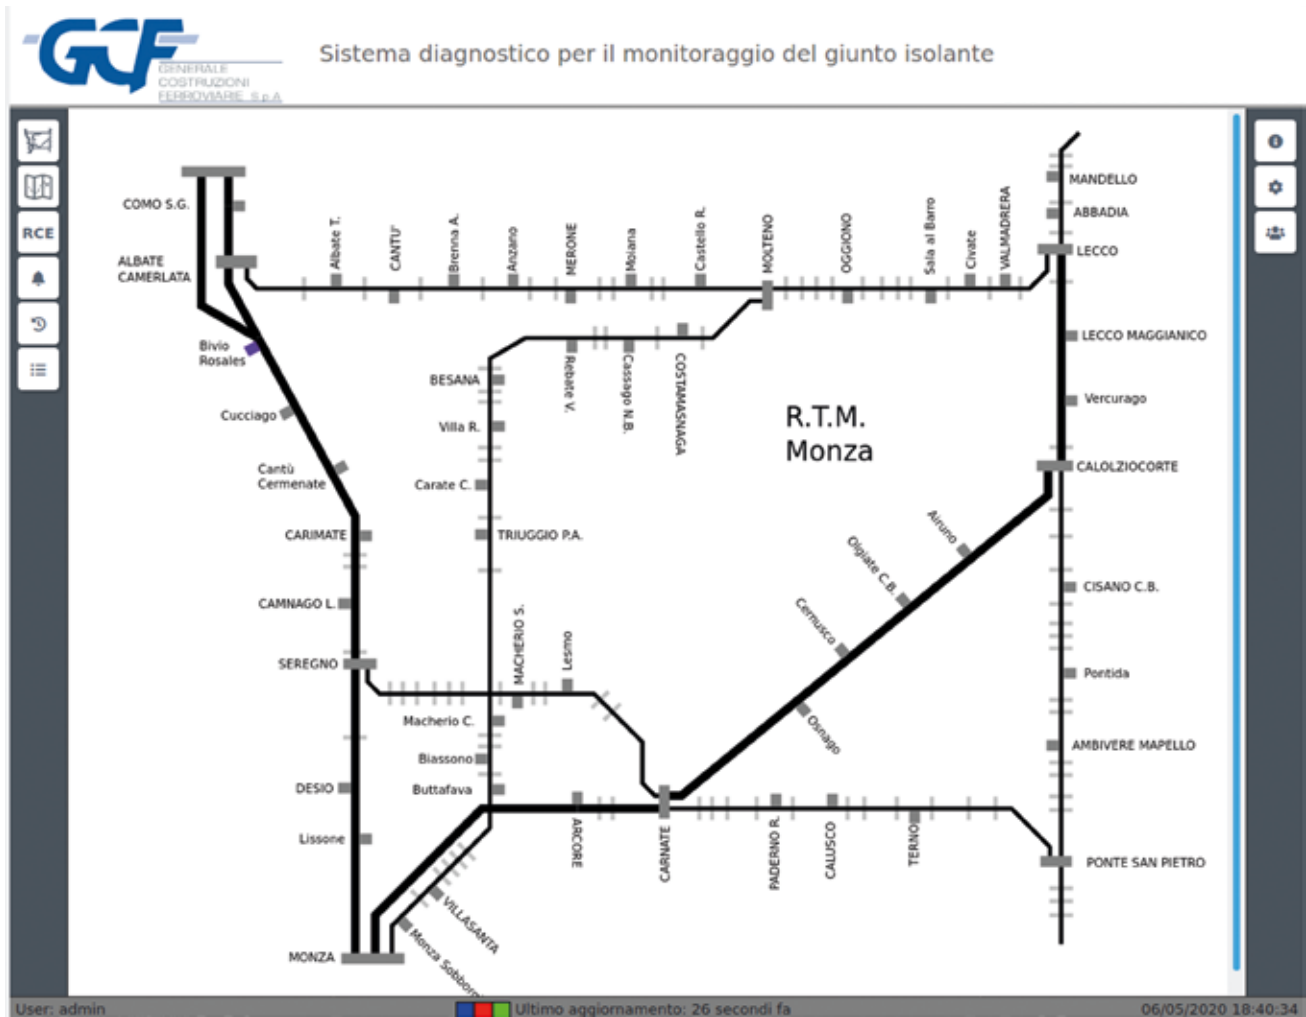 GCF
GENERALE
COSTRUZIONI
FERROVIARIE S.p.A
Sistema diagnostico per il monitoraggio del giunto isolante
RCE
COMO S.G.
ALBATE
CAMERLATA
Albate T.
CANTU'
Brenna A.
Anzano
MERONE
Moiana
Castello R.
MOLTENO
OGGIONO
Sala al Barro
Civate
VALMADRERA
MANDELLO
ABBADIA
LECCO
Bivio
Rosales
Cucciago
Cantù
Cermenate
CARIMATE
CAMNAGO L.
SEREGNO
DESIO
Lissone
MONZA
BESANA
Villa R.
Carate C.
TRIUGGIO P.A.
Rebate V.
Cassago N.B.
COSTAMASNAGA
R.T.M.
Monza
LECCO MAGGIANICO
Vercurago
CALOLZIOCORTE
Airuno
Olgiate C.B.
Cernusco
Osnago
CISANO C.B.
Pontida
AMBIVERE MAPELLO
PONTE SAN PIETRO
MACHERIO S.
Lesmo
Macherio C.
Biassono
Buttafava
ARCORE
CARNATE
PADERNO R.
CALUSCO
TERNO
VILLASANTA
Monza Sobborg
User: admin
Ultimo aggiornamento: 26 secondi fa
06/05/2020 18:40:34